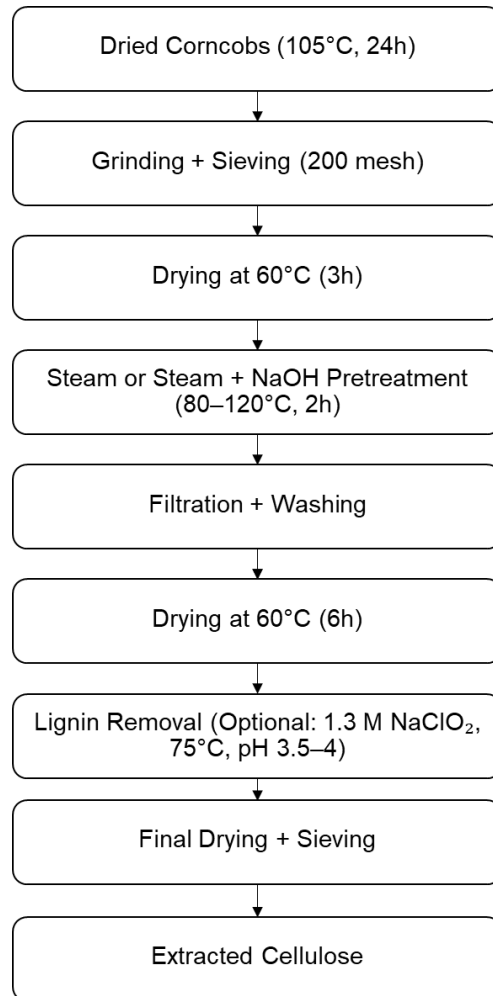 Dried Corncobs (105°C, 24h)
Grinding + Sieving (200 mesh)
Drying at 60°C (3h)
Steam or Steam + NaOH Pretreatment
(80–120°C, 2h)
Filtration + Washing
Drying at 60°C (6h)
Lignin Removal (Optional: 1.3 M NaClO₂,
75°C, pH 3.5–4)
Final Drying + Sieving
Extracted Cellulose